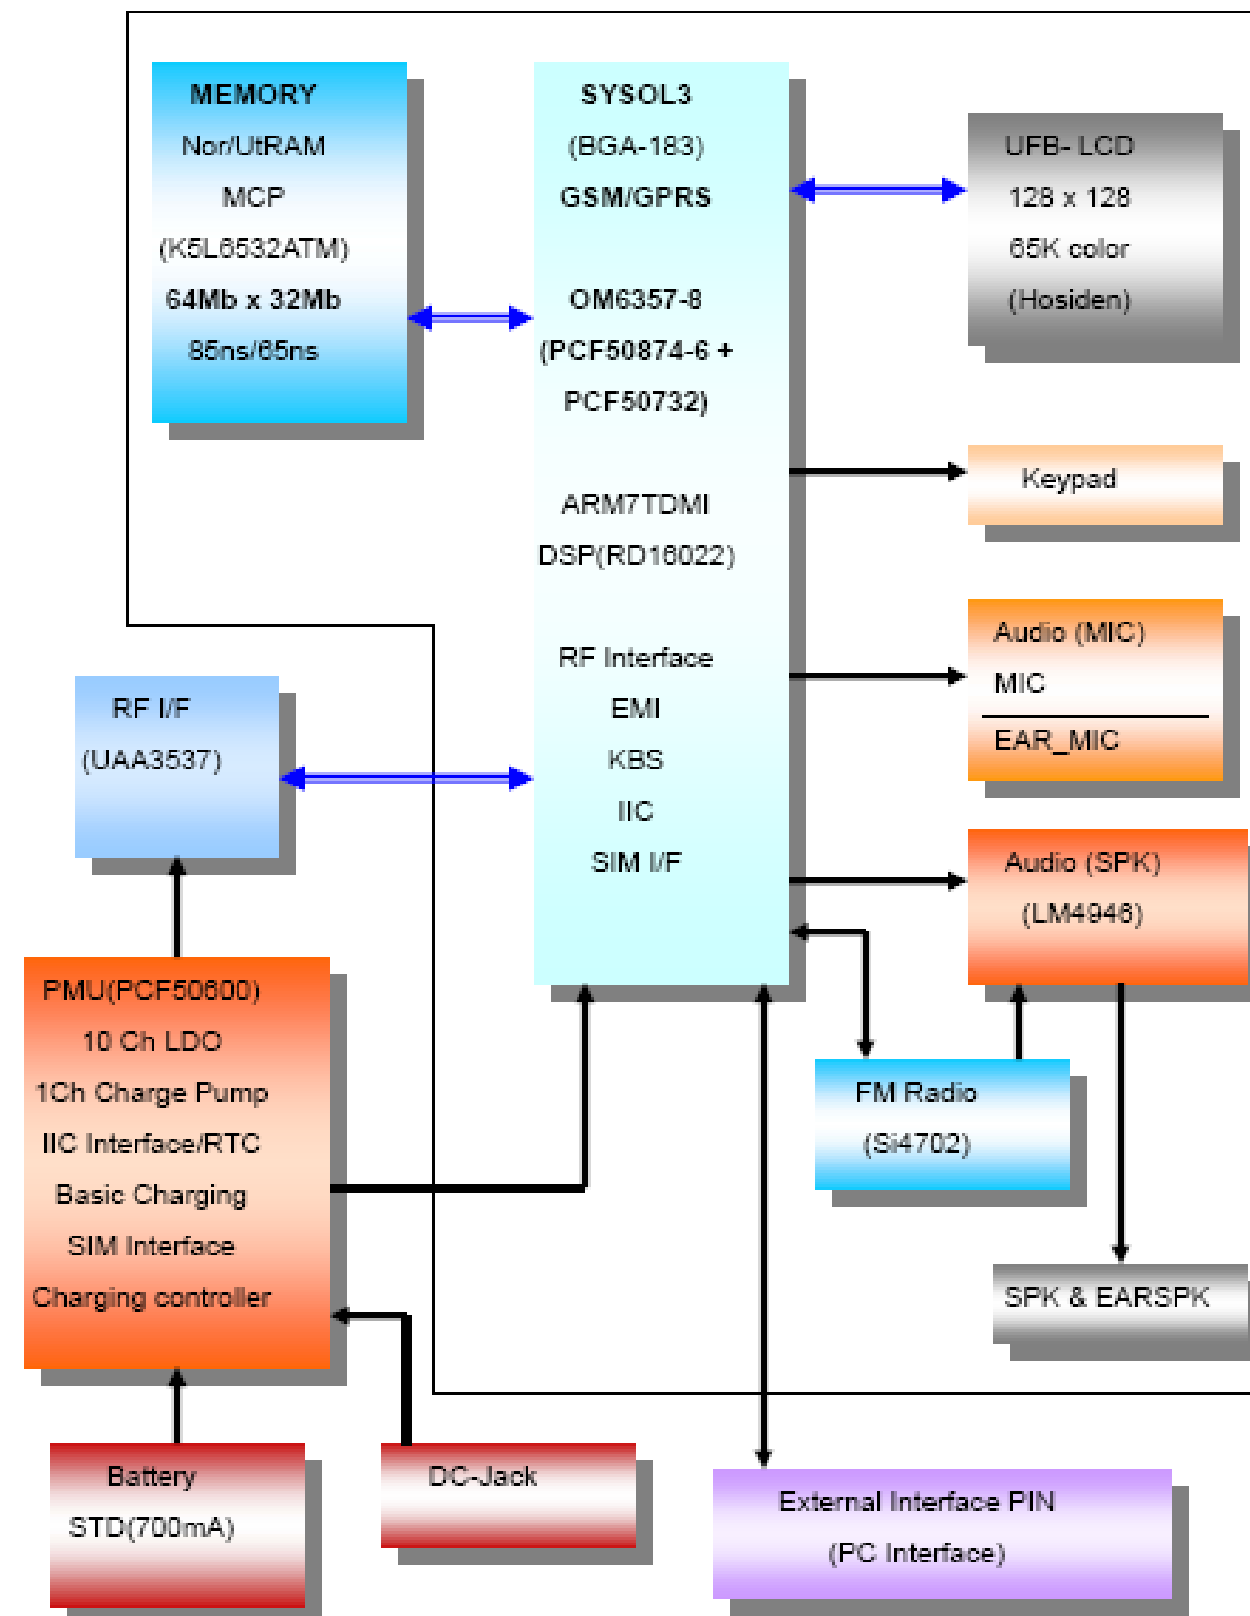 MEMORY
Nor/UtRAM
MCP
(K5L6532ATM)
64Mb x 32Mb
85ns/65ns
SYSOL3
(BGA-183)
GSM/GPRS
OM6357-8
(PCF50874-6 +
PCF50732)
ARM7TDMI
DSP(RD16022)
RF Interface
EMI
KBS
IIC
SIM I/F
UFB- LCD
128 x 128
65K color
(Hosiden)
Keypad
Audio (MIC)
MIC
EAR_MIC
RF I/F
(UAA3537)
Audio (SPK)
(LM4946)
PMU(PCF50600)
10 Ch LDO
1Ch Charge Pump
IIC Interface/RTC
Basic Charging
SIM Interface
Charging controller
FM Radio
(Si4702)
SPK & EARSPK
Battery
STD(700mA)
DC-Jack
External Interface PIN
(PC Interface)